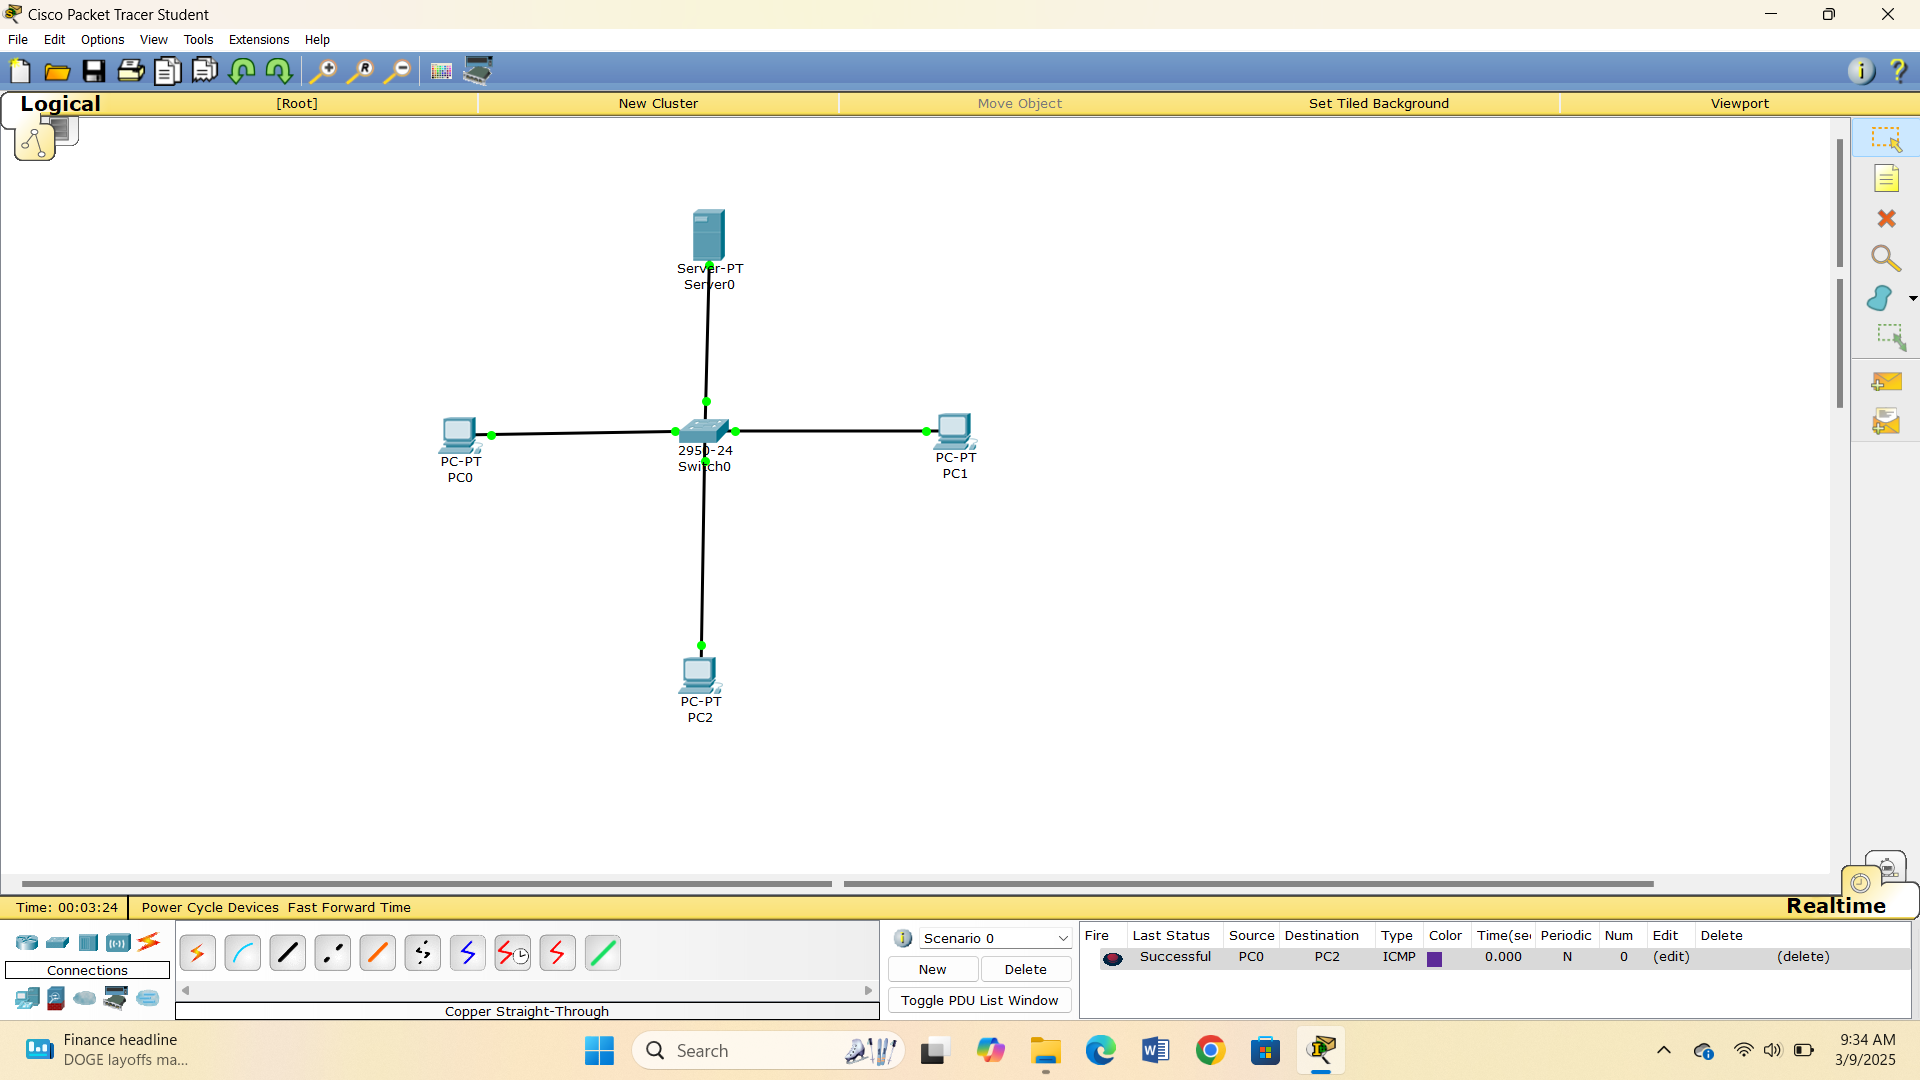 Cisco Packet Tracer Student
File Edit Options View Tools Extensions Help
Logical [Root] New Cluster Move Object Set Tiled Background Viewport
Server-PT
Server0
PC-PT
PC0
2950-24
Switch0
PC-PT
PC1
PC-PT
PC2
Time: 00:03:24 Power Cycle Devices Fast Forward Time
Realtime
Connections
Copper Straight-Through
Scenario 0
New Delete
Toggle PDU List Window
Fire Last Status Source Destination Type Color Time(sec Periodic Num Edit Delete
Successful PC0 PC2 ICMP 0.000 N 0 (edit) (delete)
Finance headline
DOGE layoffs ma...
Search
9:34 AM
3/9/2025